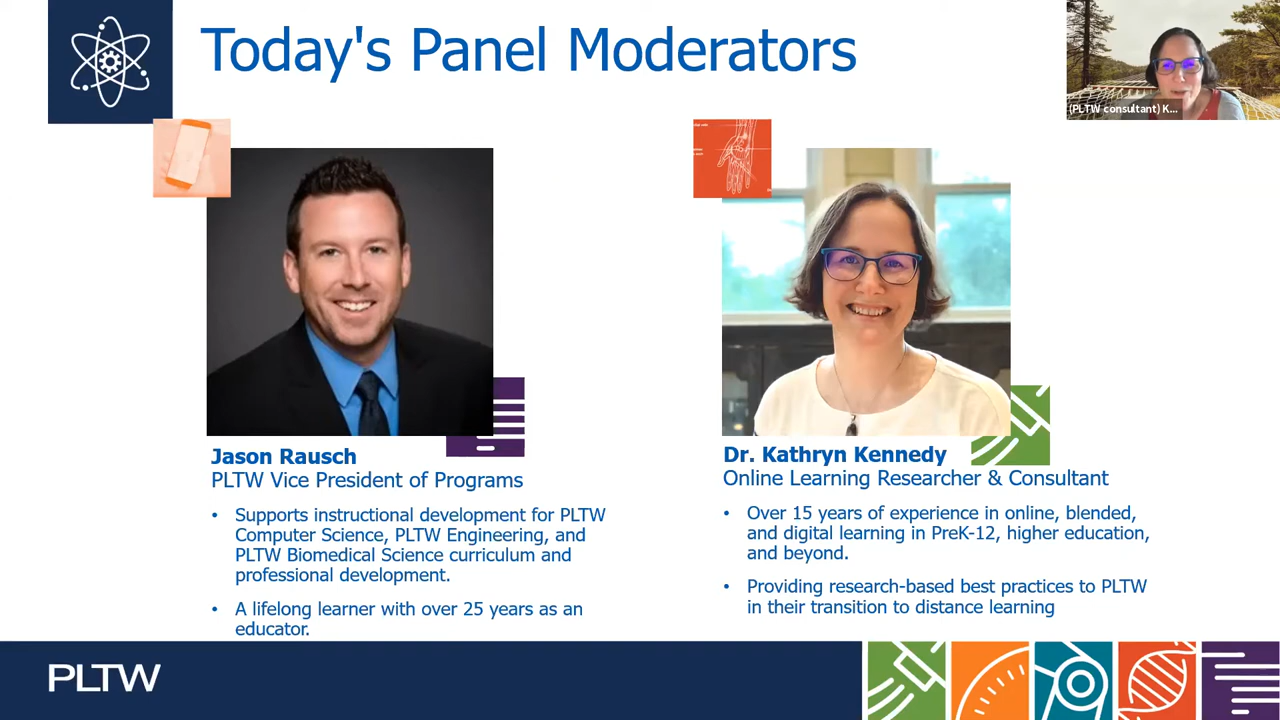 Today's Panel Moderators
(PLTW consultant) K...
Jason Rausch
PLTW Vice President of Programs
• Supports instructional development for PLTW
Computer Science, PLTW Engineering, and
PLTW Biomedical Science curriculum and
professional development.
• A lifelong learner with over 25 years as an
educator.
Dr. Kathryn Kennedy
Online Learning Researcher & Consultant
• Over 15 years of experience in online, blended,
and digital learning in PreK-12, higher education,
and beyond.
• Providing research-based best practices to PLTW
in their transition to distance learning
PLTW